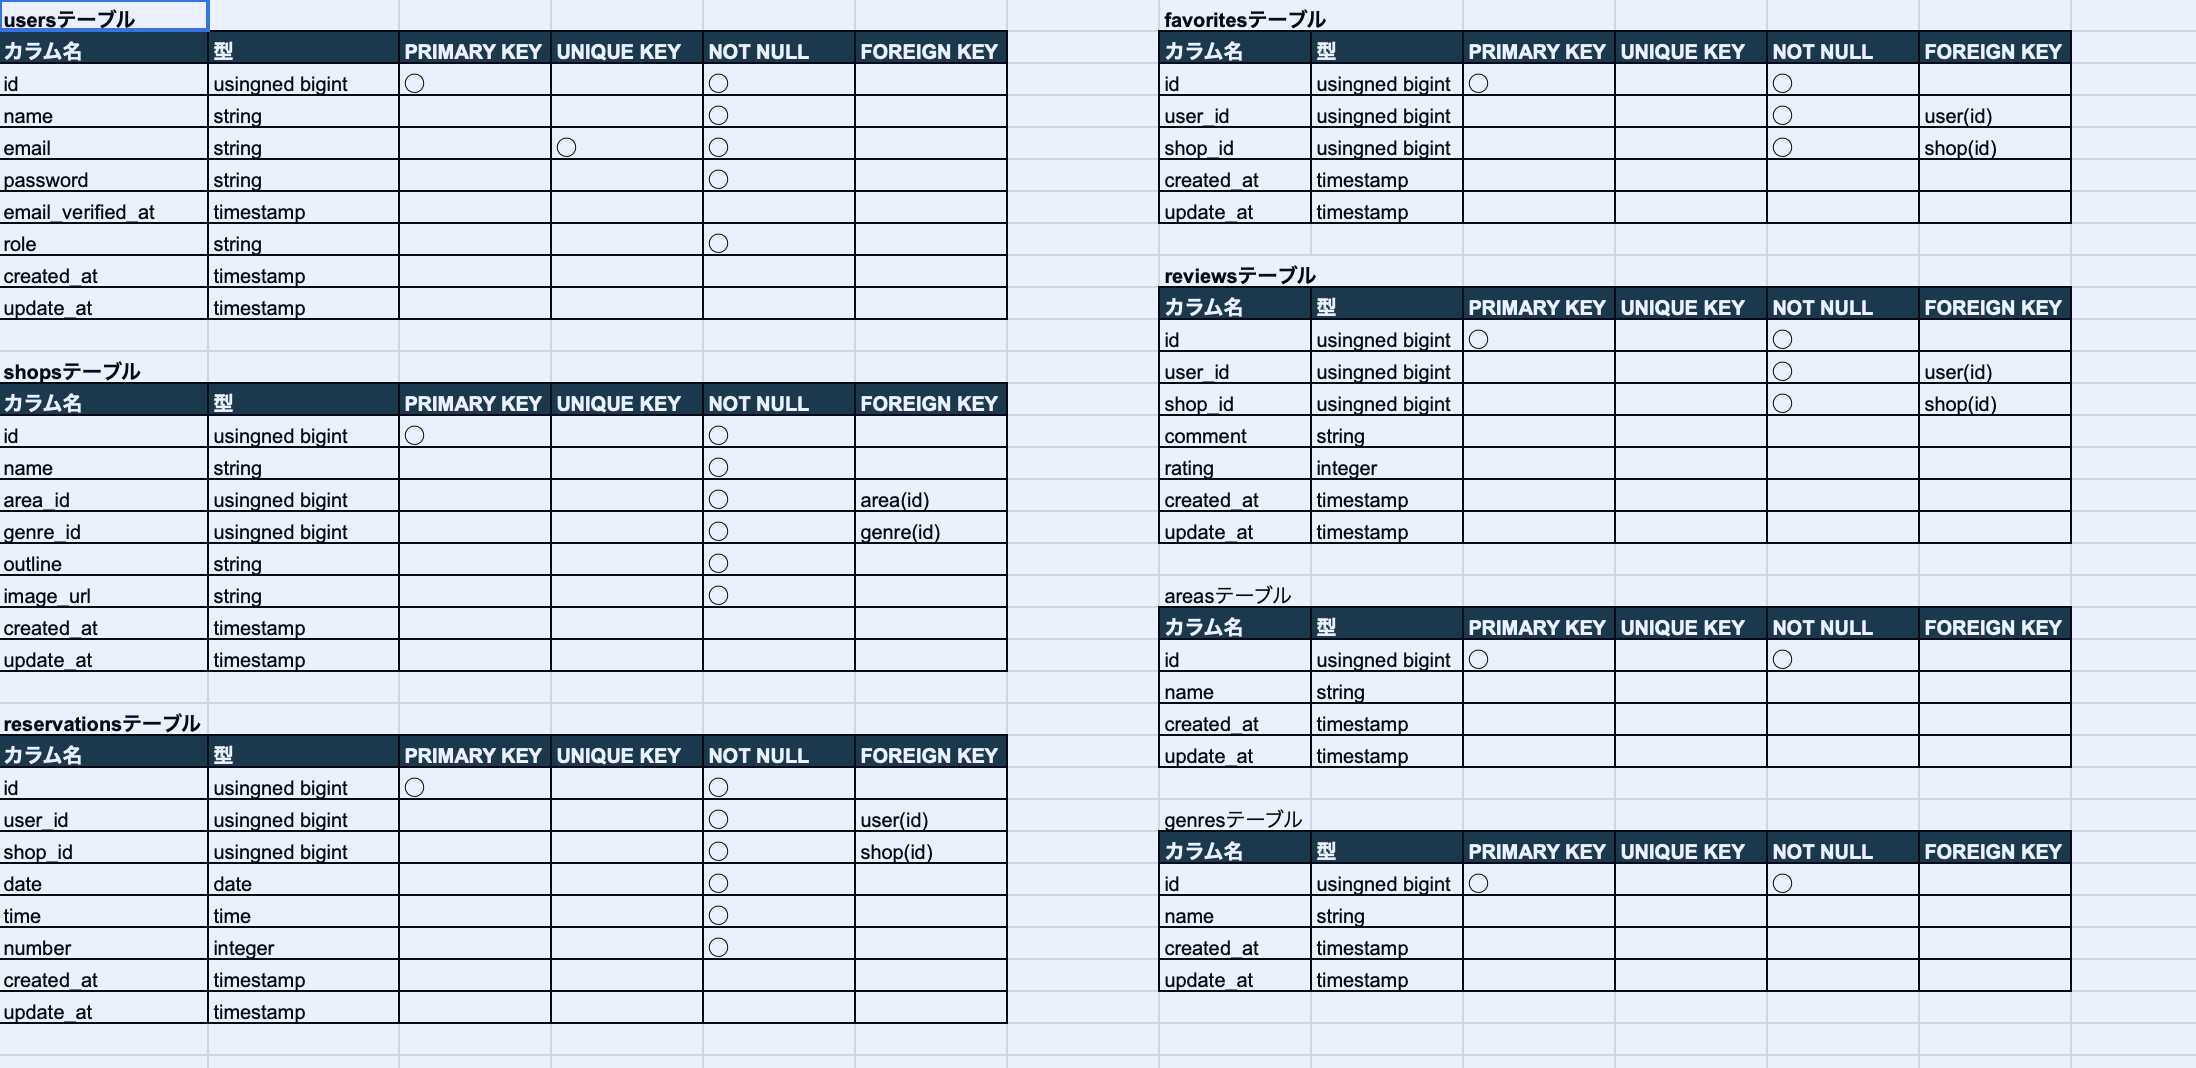 usersテーブル
カラム名 型 PRIMARY KEY UNIQUE KEY NOT NULL FOREIGN KEY
id usingned bigint ◯ ◯
name string ◯
email string ◯ ◯
password string ◯
email_verified_at timestamp
role string ◯
created_at timestamp
update_at timestamp
shopsテーブル
カラム名 型 PRIMARY KEY UNIQUE KEY NOT NULL FOREIGN KEY
id usingned bigint ◯ ◯
name string ◯
area_id usingned bigint ◯ area(id)
genre_id usingned bigint ◯ genre(id)
outline string ◯
image_url string ◯
created_at timestamp
update_at timestamp
reservationsテーブル
カラム名 型 PRIMARY KEY UNIQUE KEY NOT NULL FOREIGN KEY
id usingned bigint ◯ ◯
user_id usingned bigint ◯ user(id)
shop_id usingned bigint ◯ shop(id)
date date ◯
time time ◯
number integer ◯
created_at timestamp
update_at timestamp
favoritesテーブル
カラム名 型 PRIMARY KEY UNIQUE KEY NOT NULL FOREIGN KEY
id usingned bigint ◯ ◯
user_id usingned bigint ◯ user(id)
shop_id usingned bigint ◯ shop(id)
created_at timestamp
update_at timestamp
reviewsテーブル
カラム名 型 PRIMARY KEY UNIQUE KEY NOT NULL FOREIGN KEY
id usingned bigint ◯ ◯
user_id usingned bigint ◯ user(id)
shop_id usingned bigint ◯ shop(id)
comment string
rating integer
created_at timestamp
update_at timestamp
areasテーブル
カラム名 型 PRIMARY KEY UNIQUE KEY NOT NULL FOREIGN KEY
id usingned bigint ◯ ◯
name string
created_at timestamp
update_at timestamp
genresテーブル
カラム名 型 PRIMARY KEY UNIQUE KEY NOT NULL FOREIGN KEY
id usingned bigint ◯ ◯
name string
created_at timestamp
update_at timestamp